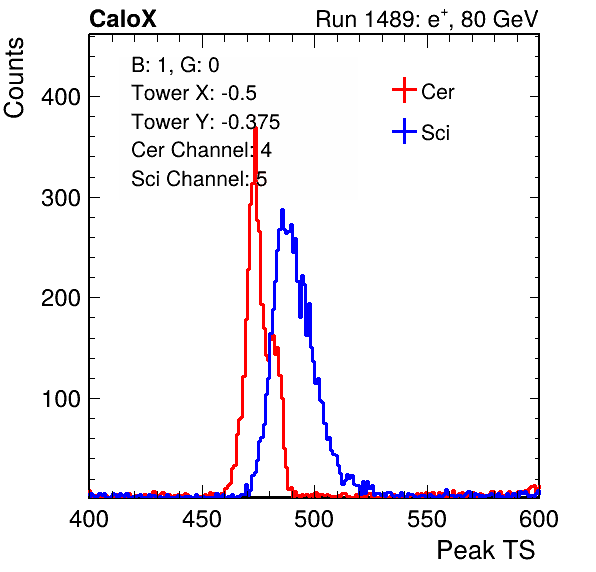 CaloX
Run 1489: e+, 80 GeV
Counts
B: 1, G: 0
Tower X: -0.5
Tower Y: -0.375
Cer Channel: 4
Sci Channel: 5
Cer
Sci
400
300
200
100
400 450 500 550 600
Peak TS